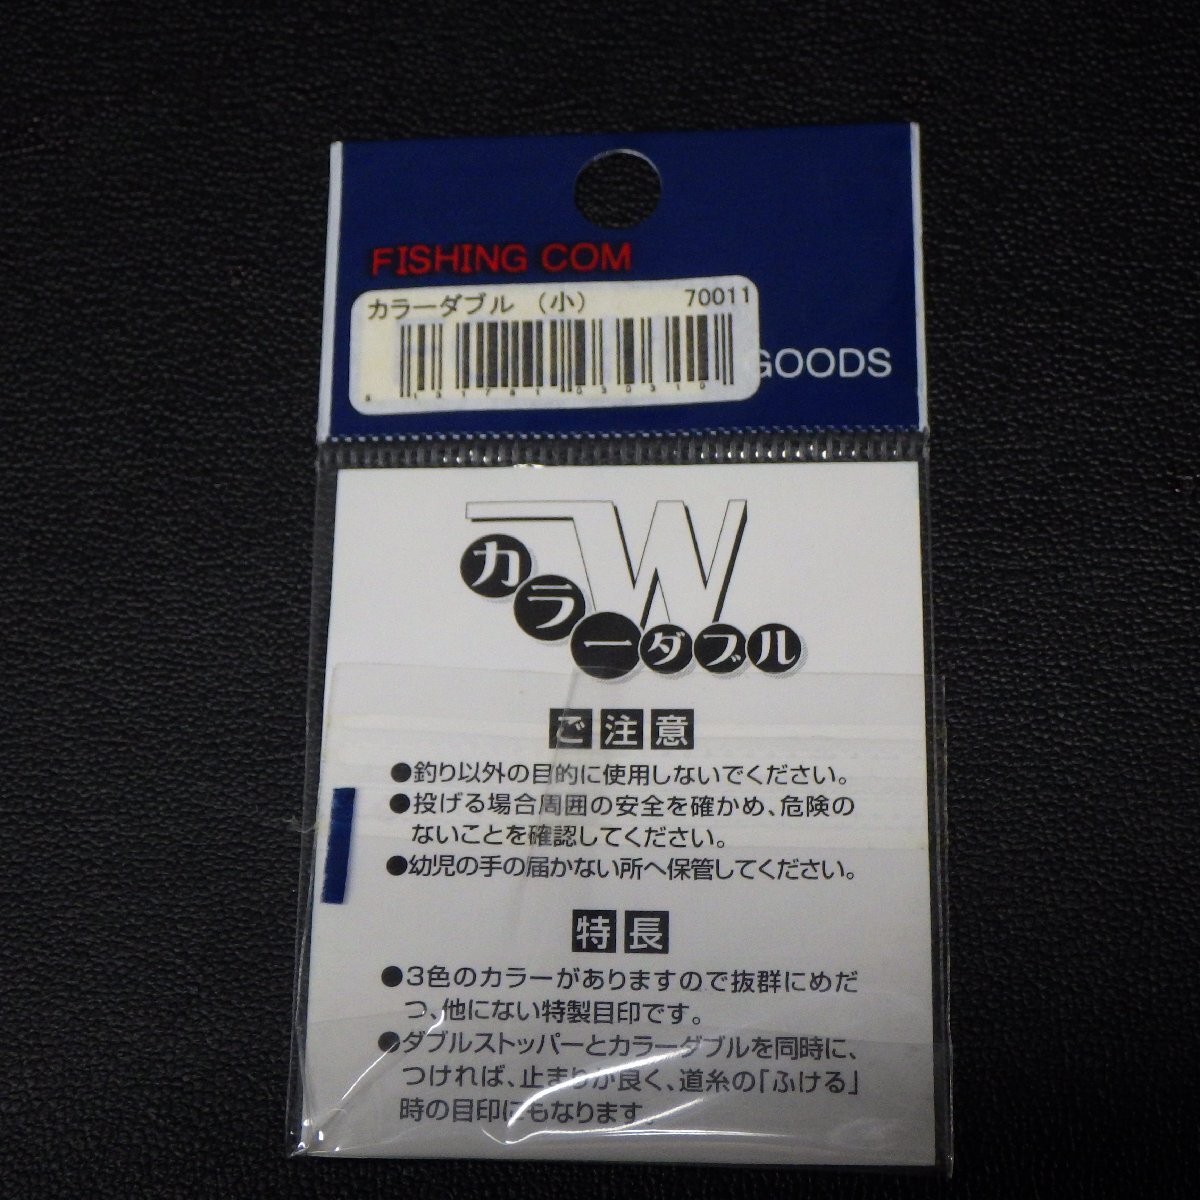 FISHING COM
カラーダブル (小) 70011
GOODS
W
カラーダブル
ご注意
●釣り以外の目的に使用しないでください。
●投げる場合周囲の安全を確かめ、危険の
ないことを確認してください。
●幼児の手の届かない所へ保管してください。
特長
●3色のカラーがありますので抜群にめだ
つ、他にない特製目印です。
●ダブルストッパーとカラーダブルを同時に、
つければ、止まりが良く、道糸の「ふける」
時の目印にもなります。